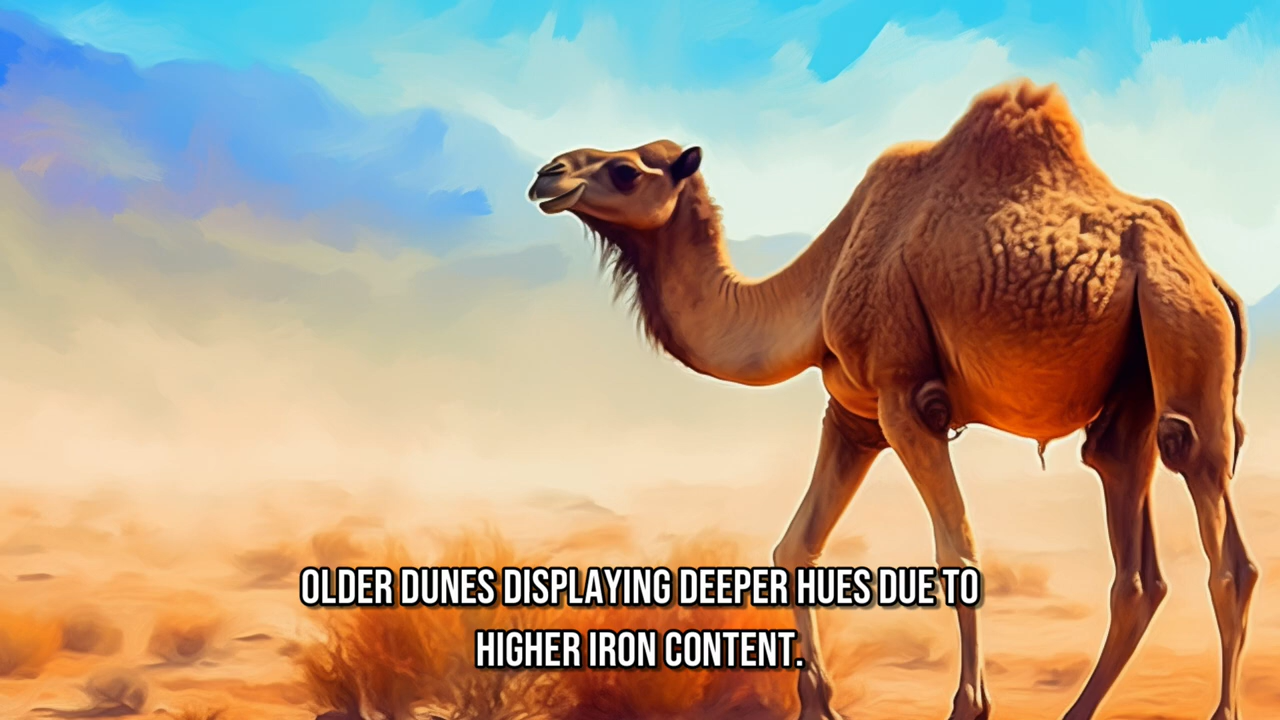 OLDER DUNES DISPLAYING DEEPER HUES DUE TO
HIGHER IRON CONTENT.